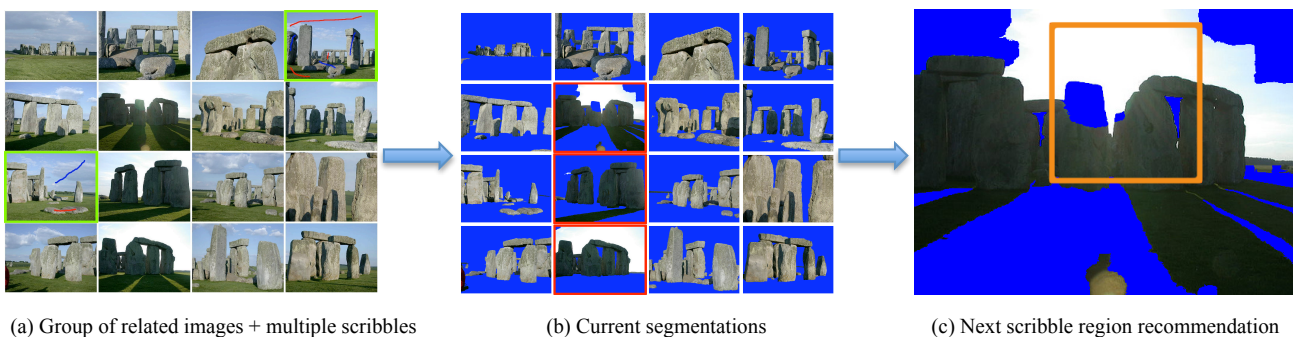 (a) Group of related images + multiple scribbles
(b) Current segmentations
(c) Next scribble region recommendation